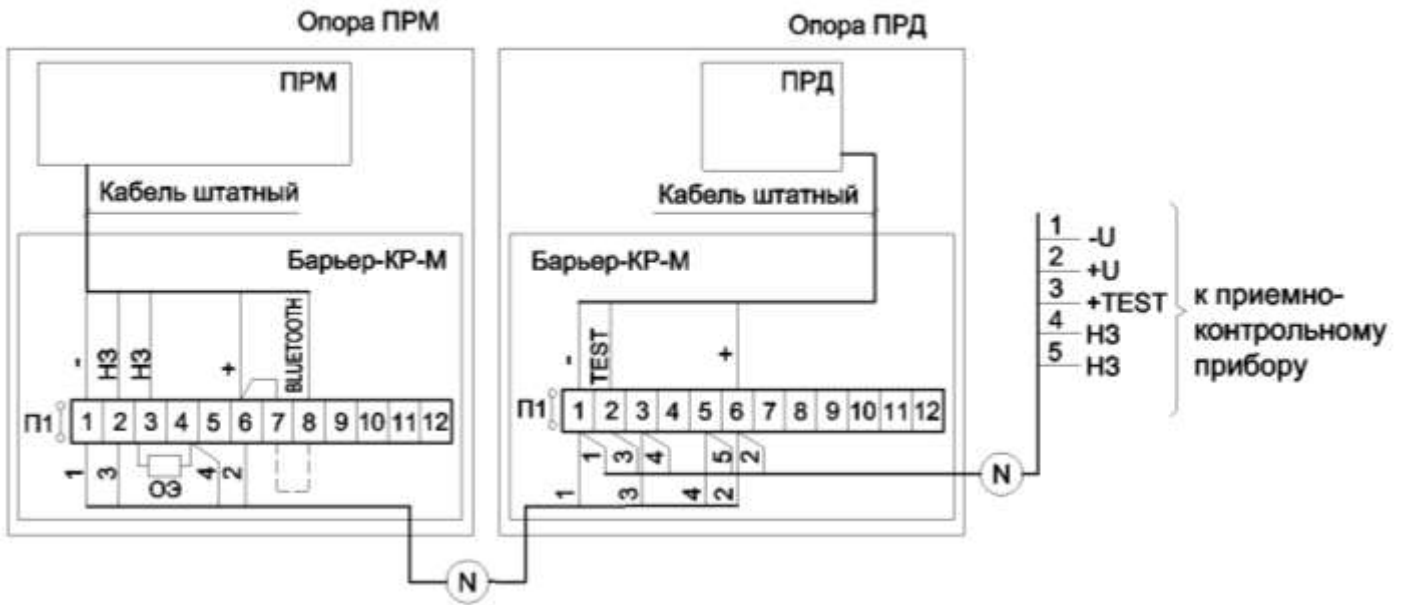 Опора ПРМ
Опора ПРД
ПРМ
ПРД
Кабель штатный
Кабель штатный
Барьер-КР-М
Барьер-КР-М
- НЗ НЗ + BLUETOOTH
- TEST +
П1 1 2 3 4 5 6 7 8 9 10 11 12
П1 1 2 3 4 5 6 7 8 9 10 11 12
1 3 ОЭ 4 2
1 3 4 5 2
1 3 4 2
N
N
1 -U
2 +U
3 +TEST
4 НЗ
5 НЗ
к приемно-
контрольному
прибору